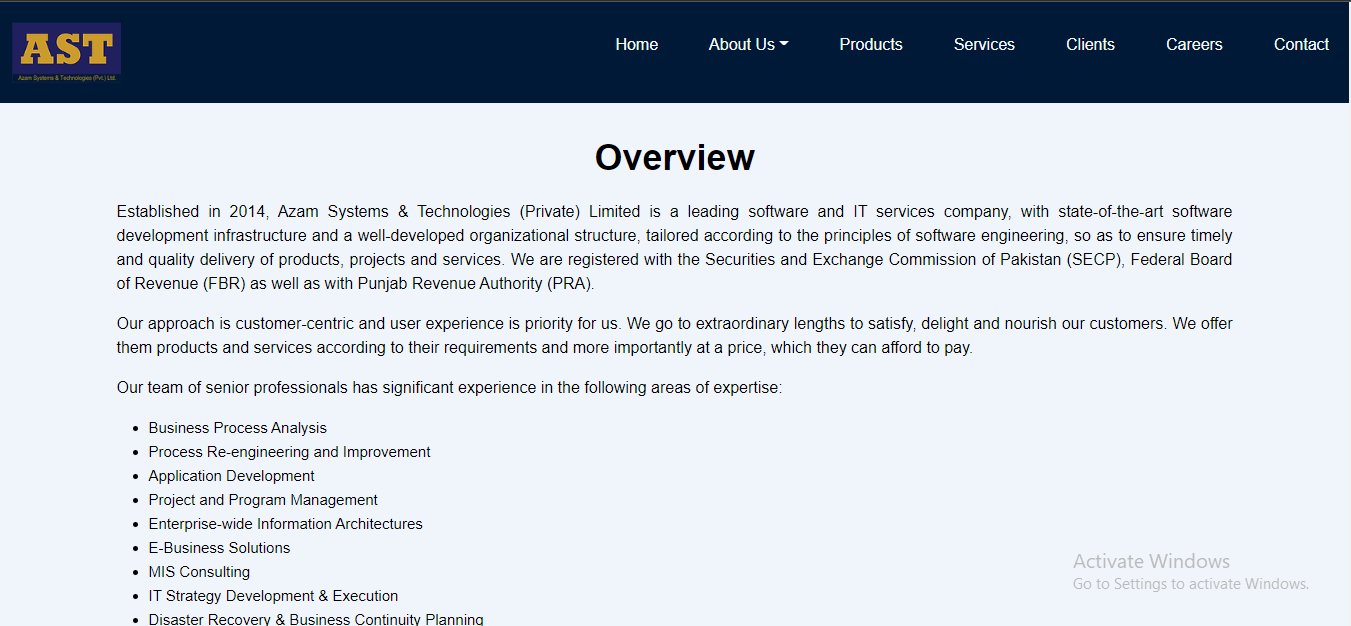 AST
Azam Systems & Technologies (Pvt.) Ltd.
Home About Us Products Services Clients Careers Contact
Overview
Established in 2014, Azam Systems & Technologies (Private) Limited is a leading software and IT services company, with state-of-the-art software
development infrastructure and a well-developed organizational structure, tailored according to the principles of software engineering, so as to ensure timely
and quality delivery of products, projects and services. We are registered with the Securities and Exchange Commission of Pakistan (SECP), Federal Board
of Revenue (FBR) as well as with Punjab Revenue Authority (PRA).
Our approach is customer-centric and user experience is priority for us. We go to extraordinary lengths to satisfy, delight and nourish our customers. We offer
them products and services according to their requirements and more importantly at a price, which they can afford to pay.
Our team of senior professionals has significant experience in the following areas of expertise:
• Business Process Analysis
• Process Re-engineering and Improvement
• Application Development
• Project and Program Management
• Enterprise-wide Information Architectures
• E-Business Solutions
• MIS Consulting
• IT Strategy Development & Execution
• Disaster Recovery & Business Continuity Planning
Activate Windows
Go to Settings to activate Windows.